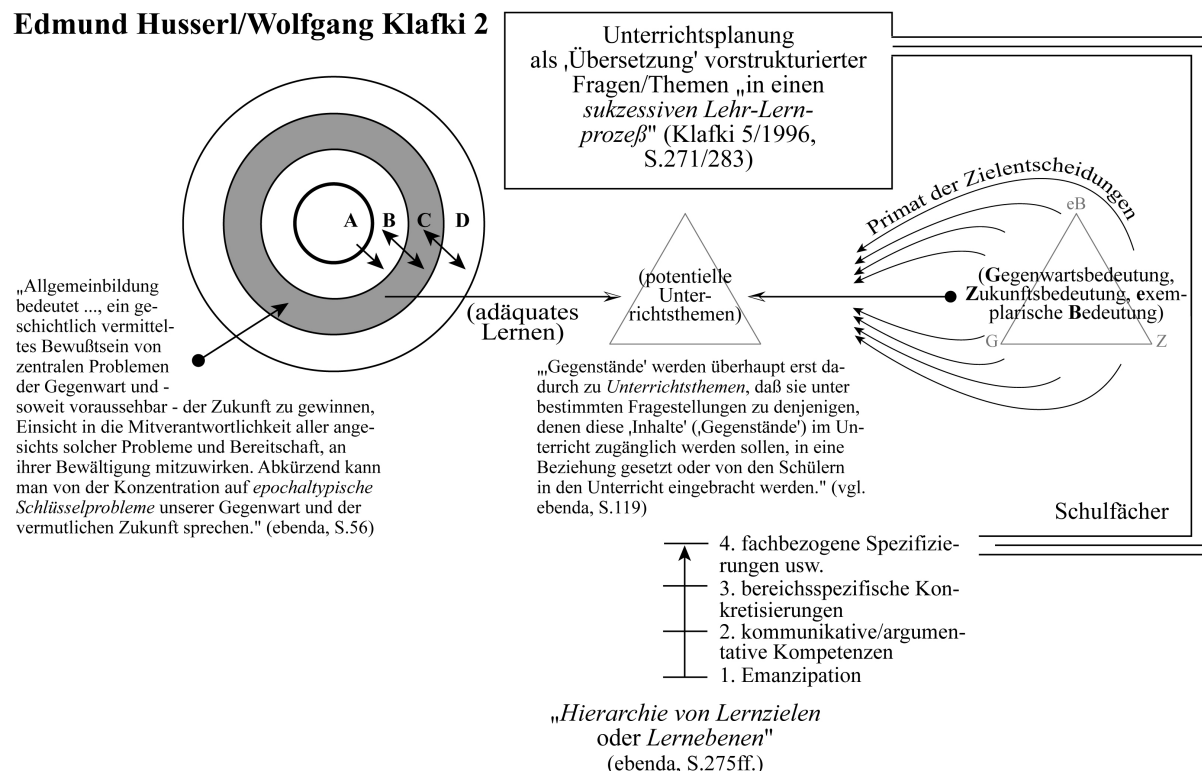 Edmund Husserl/Wolfgang Klafki 2
Unterrichtsplanung
als ‚Übersetzung' vorstrukturierter
Fragen/Themen „in einen
sukzessiven Lehr-Lern-
prozeß" (Klafki 5/1996,
S.271/283)
A B C D
„Allgemeinbildung
bedeutet ..., ein ge-
schichtlich vermittel-
tes Bewußtsein von
zentralen Problemen
der Gegenwart und -
soweit voraussehbar - der Zukunft zu gewinnen,
Einsicht in die Mitverantwortlichkeit aller ange-
sichts solcher Probleme und Bereitschaft, an
ihrer Bewältigung mitzuwirken. Abkürzend kann
man von der Konzentration auf epochaltypische
Schlüsselprobleme unserer Gegenwart und der
vermutlichen Zukunft sprechen." (ebenda, S.56)
(adäquates
Lernen)
(potentielle
Unter-
richtsthemen)
„‚Gegenstände' werden überhaupt erst da-
durch zu Unterrichtsthemen, daß sie unter
bestimmten Fragestellungen zu denjenigen,
denen diese ‚Inhalte' (‚Gegenstände') im Un-
terricht zugänglich werden sollen, in eine
Beziehung gesetzt oder von den Schülern
in den Unterricht eingebracht werden." (vgl.
ebenda, S.119)
Primat der Zielentscheidungen
eB
(Gegenwartsbedeutung,
Zukunftsbedeutung, exem-
plarische Bedeutung)
G Z
Schulfächer
4. fachbezogene Spezifizie-
rungen usw.
3. bereichsspezifische Kon-
kretisierungen
2. kommunikative/argumen-
tative Kompetenzen
1. Emanzipation
„Hierarchie von Lernzielen
oder Lernebenen"
(ebenda, S.275ff.)